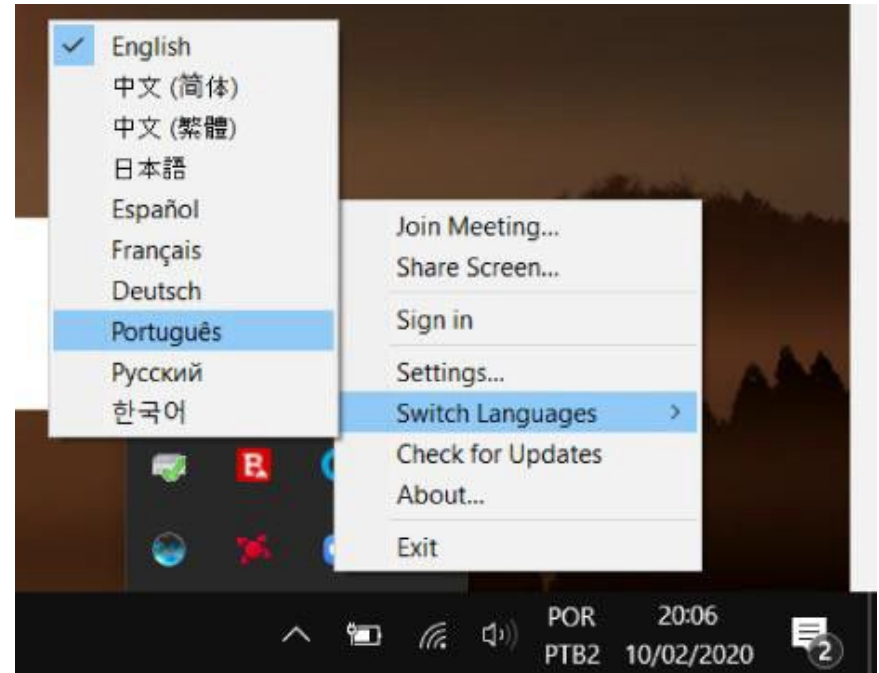 English
中文 (简体)
中文 (繁體)
日本語
Español
Français
Deutsch
Português
Русский
한국어
Join Meeting...
Share Screen...
Sign in
Settings...
Switch Languages
Check for Updates
About...
Exit
POR
PTB2
20:06
10/02/2020
2